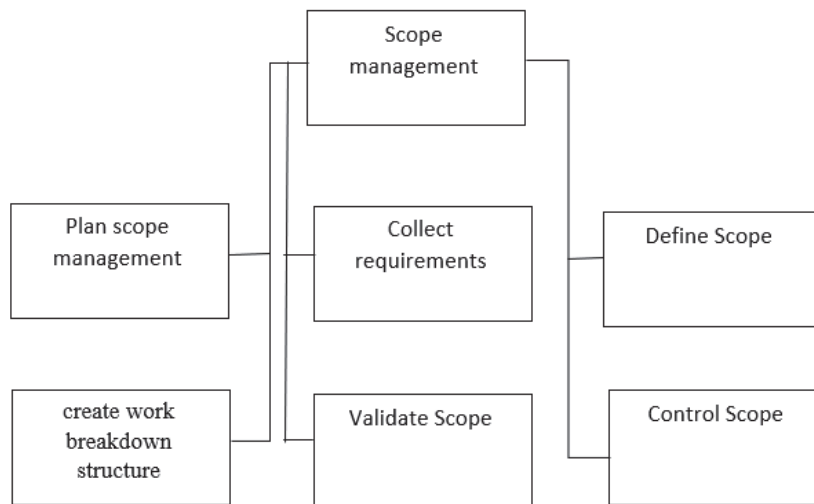 Scope
management
Plan scope
management
Collect
requirements
Define Scope
create work
breakdown
structure
Validate Scope
Control Scope